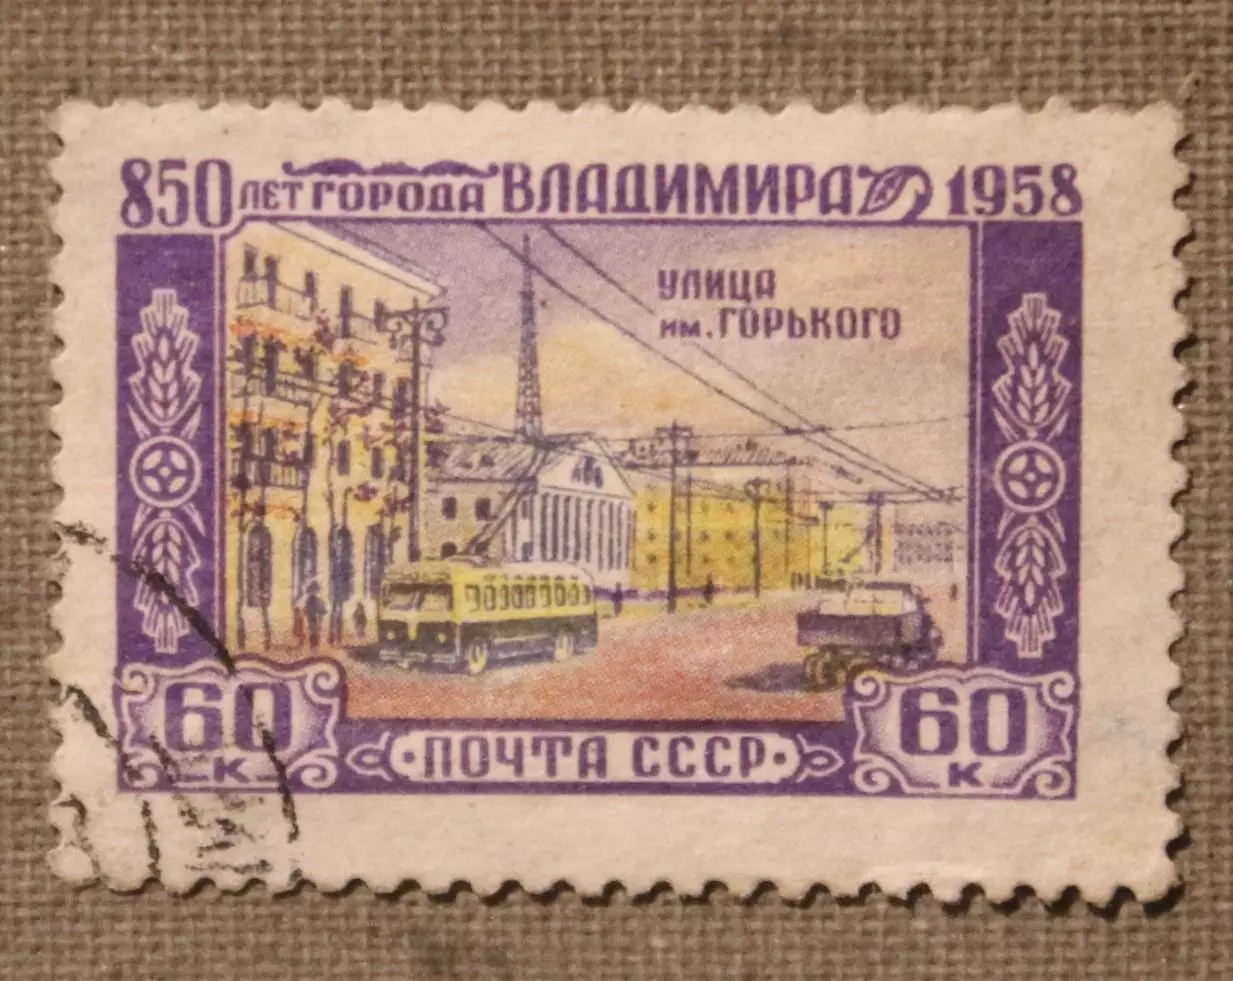 850 ЛЕТ ГОРОДА ВЛАДИМИРА 1958
УЛИЦА
ИМ. ГОРЬКОГО
60 К
ПОЧТА СССР
60 К